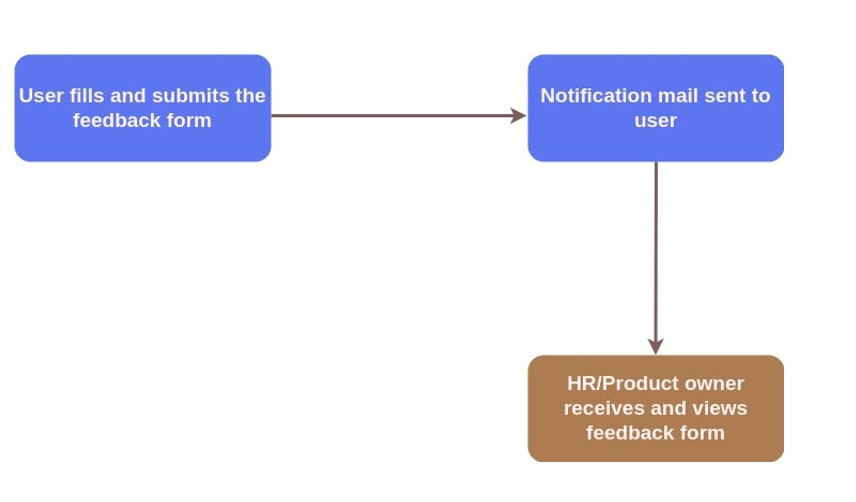 User fills and submits the
feedback form
Notification mail sent to
user
HR/Product owner
receives and views
feedback form